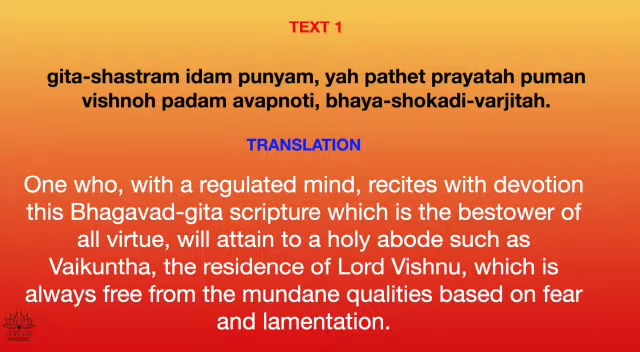 TEXT 1
gita-shastram idam punyam, yah pathet prayatah puman
vishnoh padam avapnoti, bhaya-shokadi-varjitah.
TRANSLATION
One who, with a regulated mind, recites with devotion
this Bhagavad-gita scripture which is the bestower of
all virtue, will attain to a holy abode such as
Vaikuntha, the residence of Lord Vishnu, which is
always free from the mundane qualities based on fear
and lamentation.